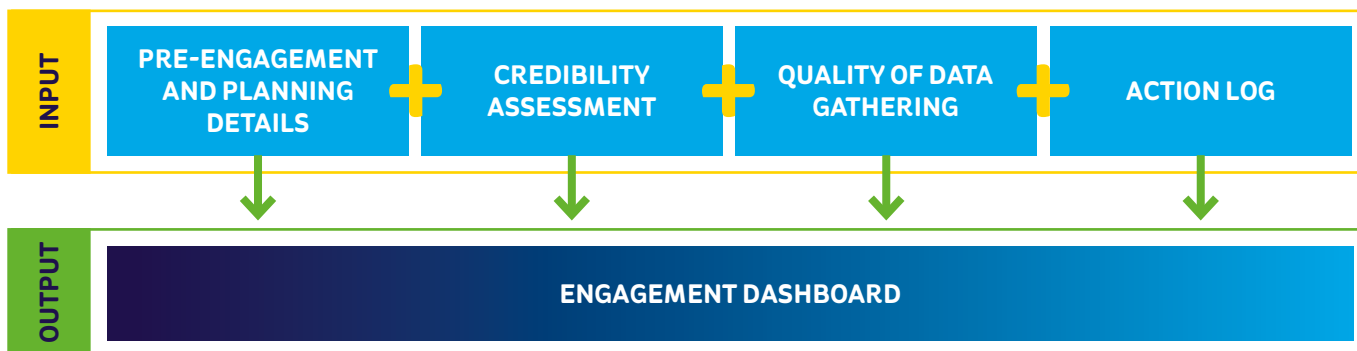 INPUT
PRE-ENGAGEMENT
AND PLANNING
DETAILS
CREDIBILITY
ASSESSMENT
QUALITY OF DATA
GATHERING
ACTION LOG
OUTPUT
ENGAGEMENT DASHBOARD